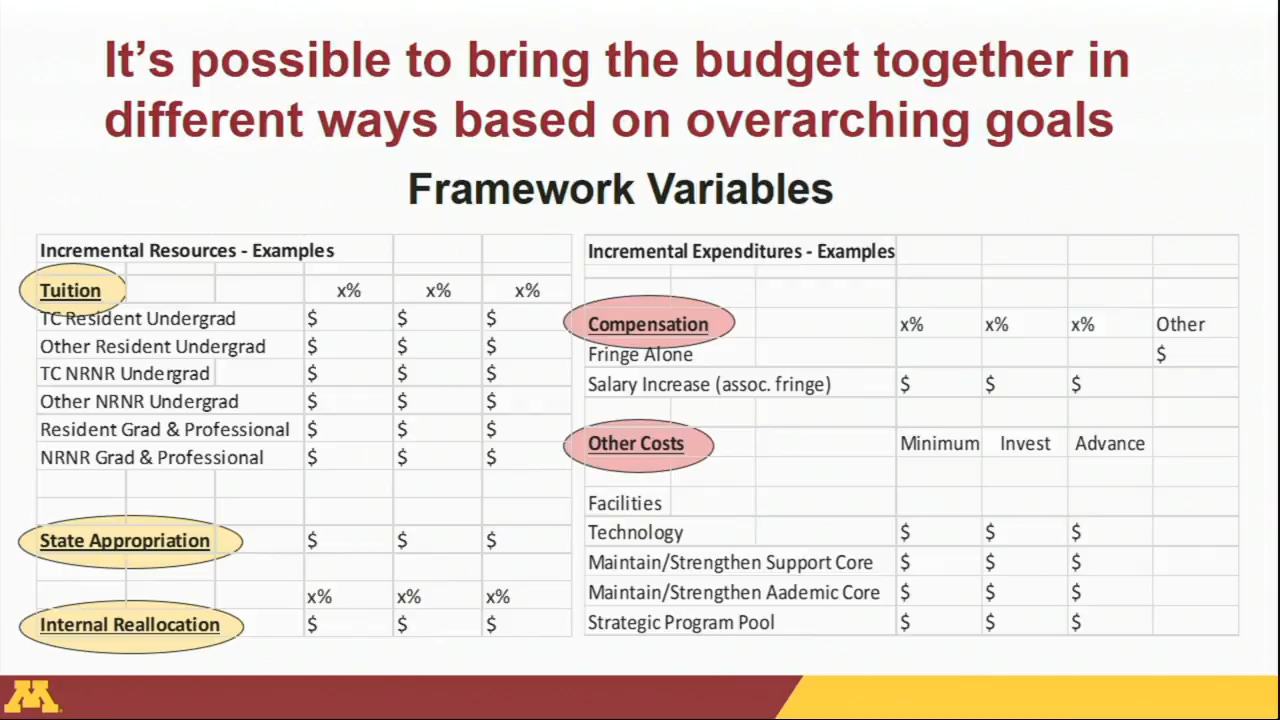 It's possible to bring the budget together in
different ways based on overarching goals
Framework Variables
Incremental Resources - Examples
Tuition x% x% x%
TC Resident Undergrad $ $ $
Other Resident Undergrad $ $ $
TC NRNR Undergrad $ $ $
Other NRNR Undergrad $ $ $
Resident Grad & Professional $ $ $
NRNR Grad & Professional $ $ $
State Appropriation $ $ $
x% x% x%
Internal Reallocation $ $ $
Incremental Expenditures - Examples
Compensation x% x% x% Other
Fringe Alone $
Salary Increase (assoc. fringe) $ $ $
Other Costs Minimum Invest Advance
Facilities
Technology $ $ $
Maintain/Strengthen Support Core $ $ $
Maintain/Strengthen Aademic Core $ $ $
Strategic Program Pool $ $ $
M